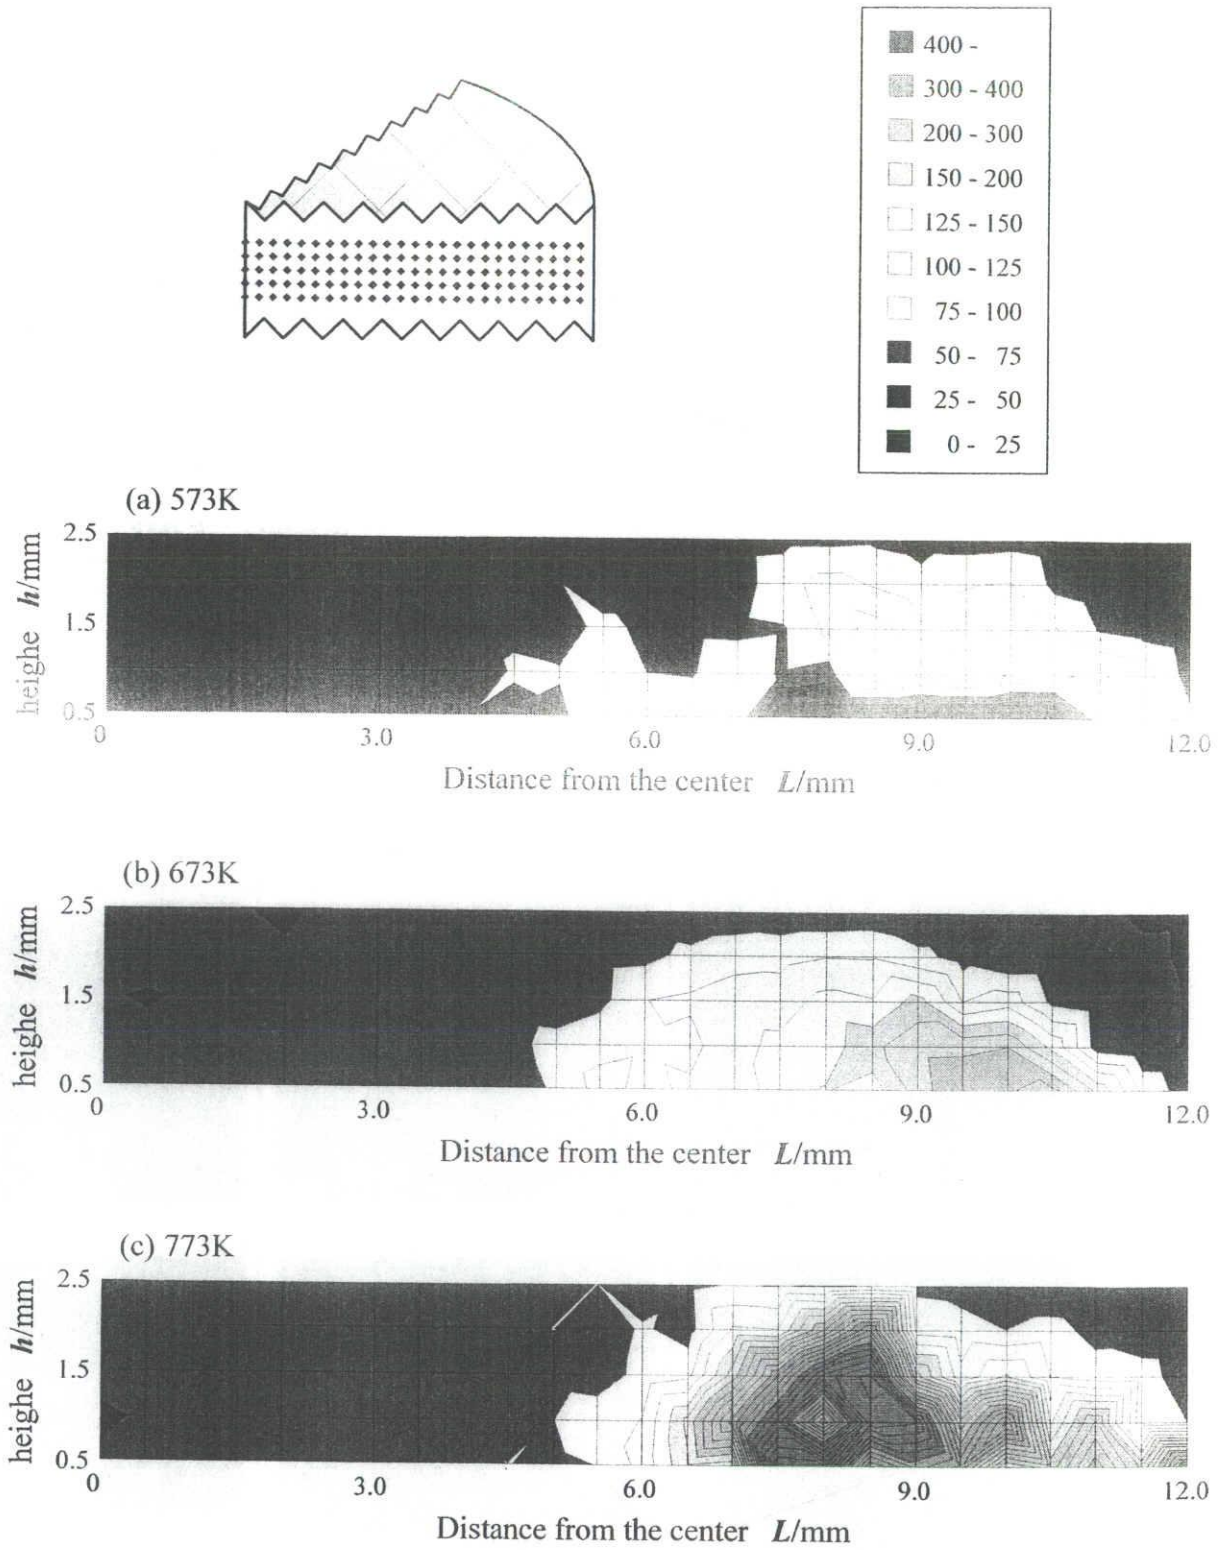 400 -
300 - 400
200 - 300
150 - 200
125 - 150
100 - 125
75 - 100
50 - 75
25 - 50
0 - 25
(a) 573K
heighe h/mm
2.5
1.5
0.5
0 3.0 6.0 9.0 12.0
Distance from the center L/mm
(b) 673K
heighe h/mm
2.5
1.5
0.5
0 3.0 6.0 9.0 12.0
Distance from the center L/mm
(c) 773K
heighe h/mm
2.5
1.5
0.5
0 3.0 6.0 9.0 12.0
Distance from the center L/mm